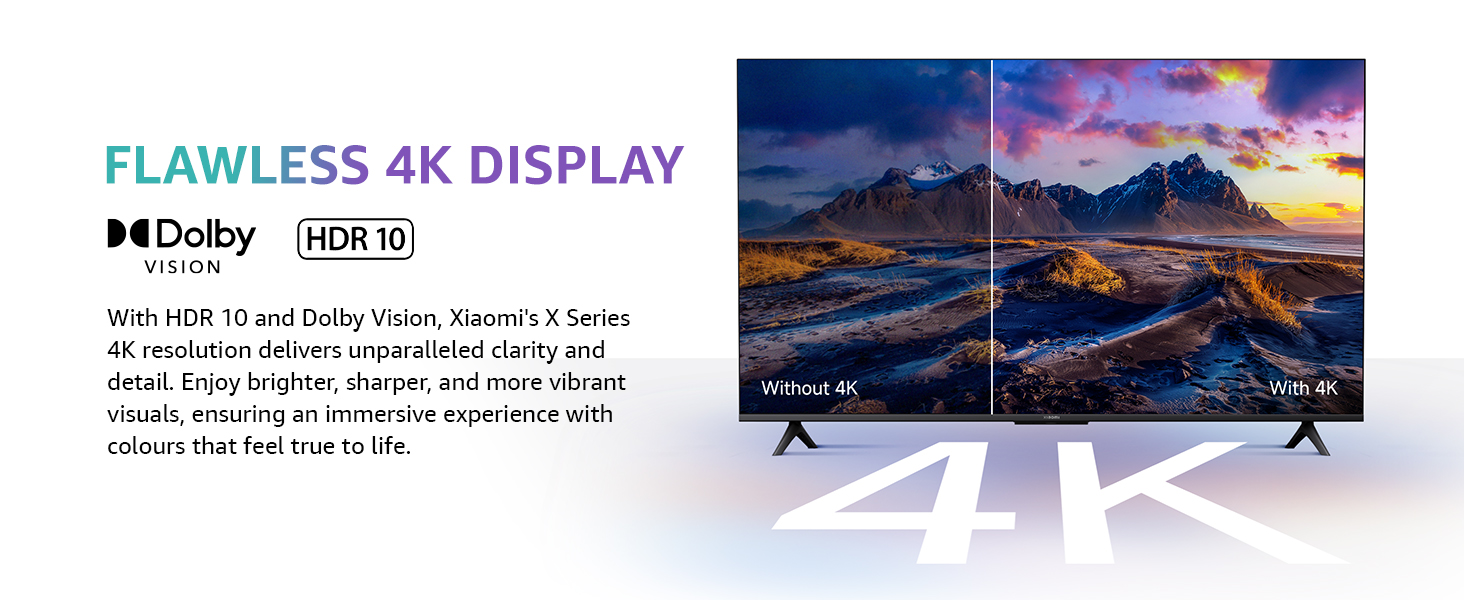 FLAWLESS 4K DISPLAY
Dolby
VISION
HDR 10
With HDR 10 and Dolby Vision, Xiaomi's X Series
4K resolution delivers unparalleled clarity and
detail. Enjoy brighter, sharper, and more vibrant
visuals, ensuring an immersive experience with
colours that feel true to life.
Without 4K
With 4K
4K